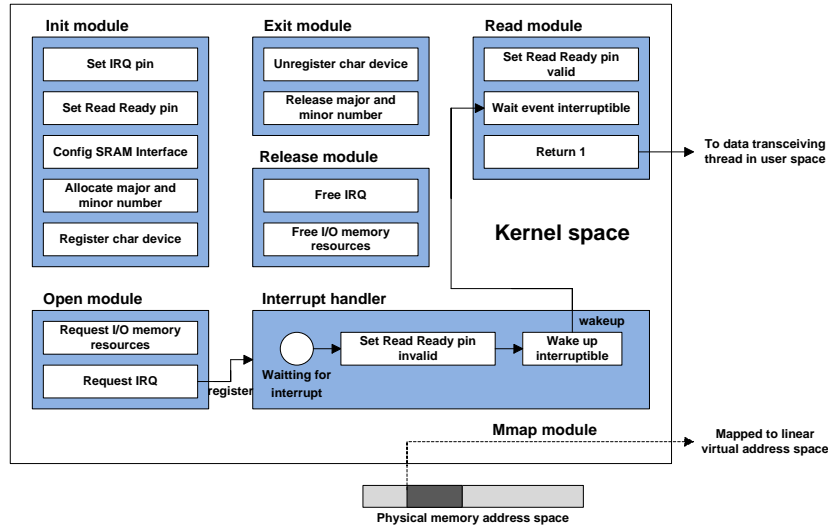 Init module
Set IRQ pin
Set Read Ready pin
Config SRAM Interface
Allocate major and
minor number
Register char device
Exit module
Unregister char device
Release major and
minor number
Release module
Free IRQ
Free I/O memory
resources
Read module
Set Read Ready pin
valid
Wait event interruptible
Return 1
To data transceiving
thread in user space
Kernel space
Open module
Request I/O memory
resources
Request IRQ
register
Interrupt handler
Waitting for
interrupt
Set Read Ready pin
invalid
Wake up
interruptible
wakeup
Mmap module
Mapped to linear
virtual address space
Physical memory address space